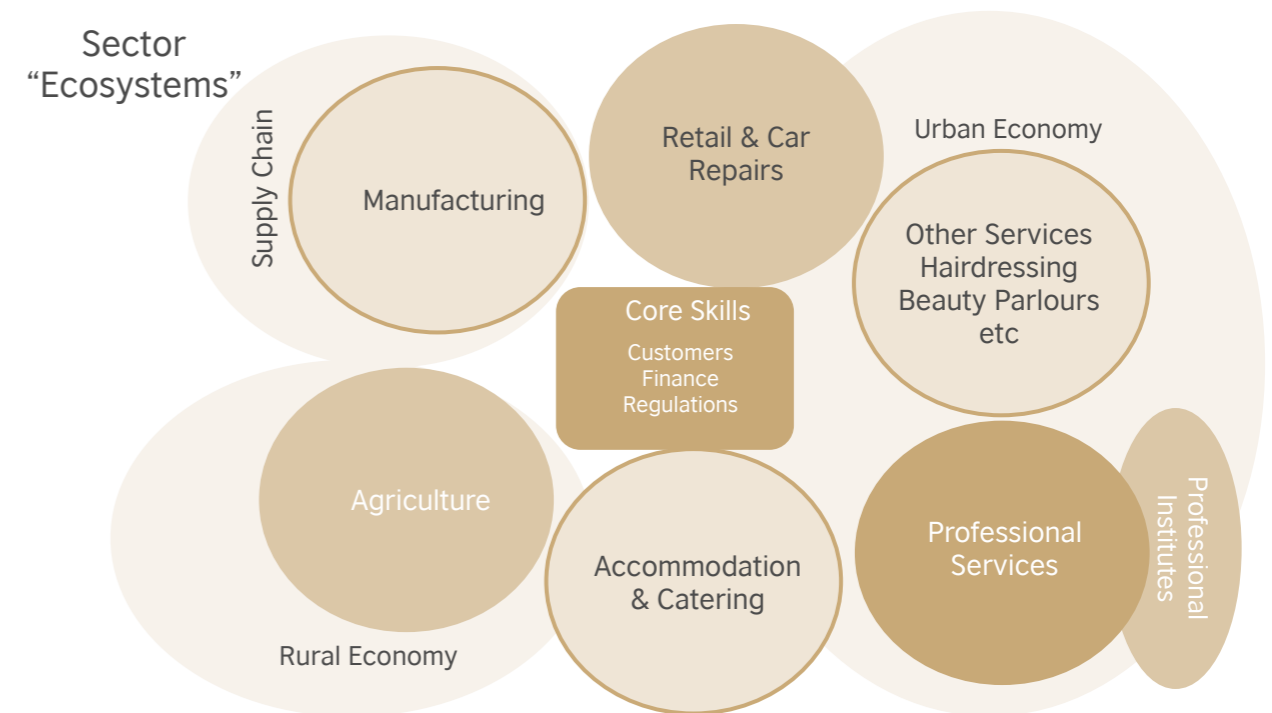 Sector
“Ecosystems”
Supply Chain
Manufacturing
Retail & Car
Repairs
Urban Economy
Other Services
Hairdressing
Beauty Parlours
etc
Core Skills
Customers
Finance
Regulations
Agriculture
Rural Economy
Accommodation
& Catering
Professional
Services
Professional
Institutes